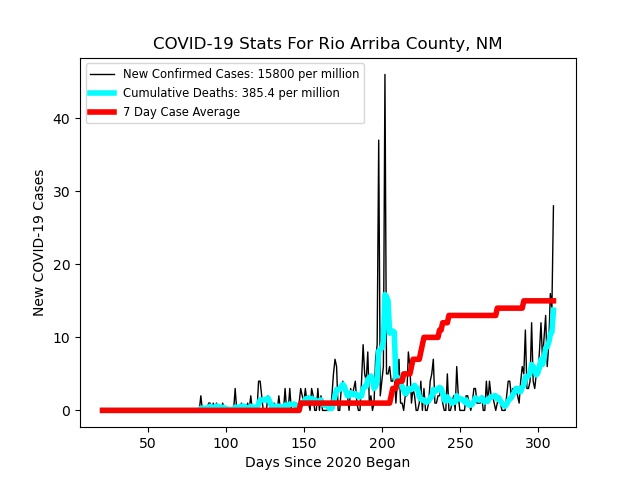 COVID-19 Stats For Rio Arriba County, NM
New Confirmed Cases: 15800 per million
Cumulative Deaths: 385.4 per million
7 Day Case Average
New COVID-19 Cases
40
30
20
10
0
50 100 150 200 250 300
Days Since 2020 Began